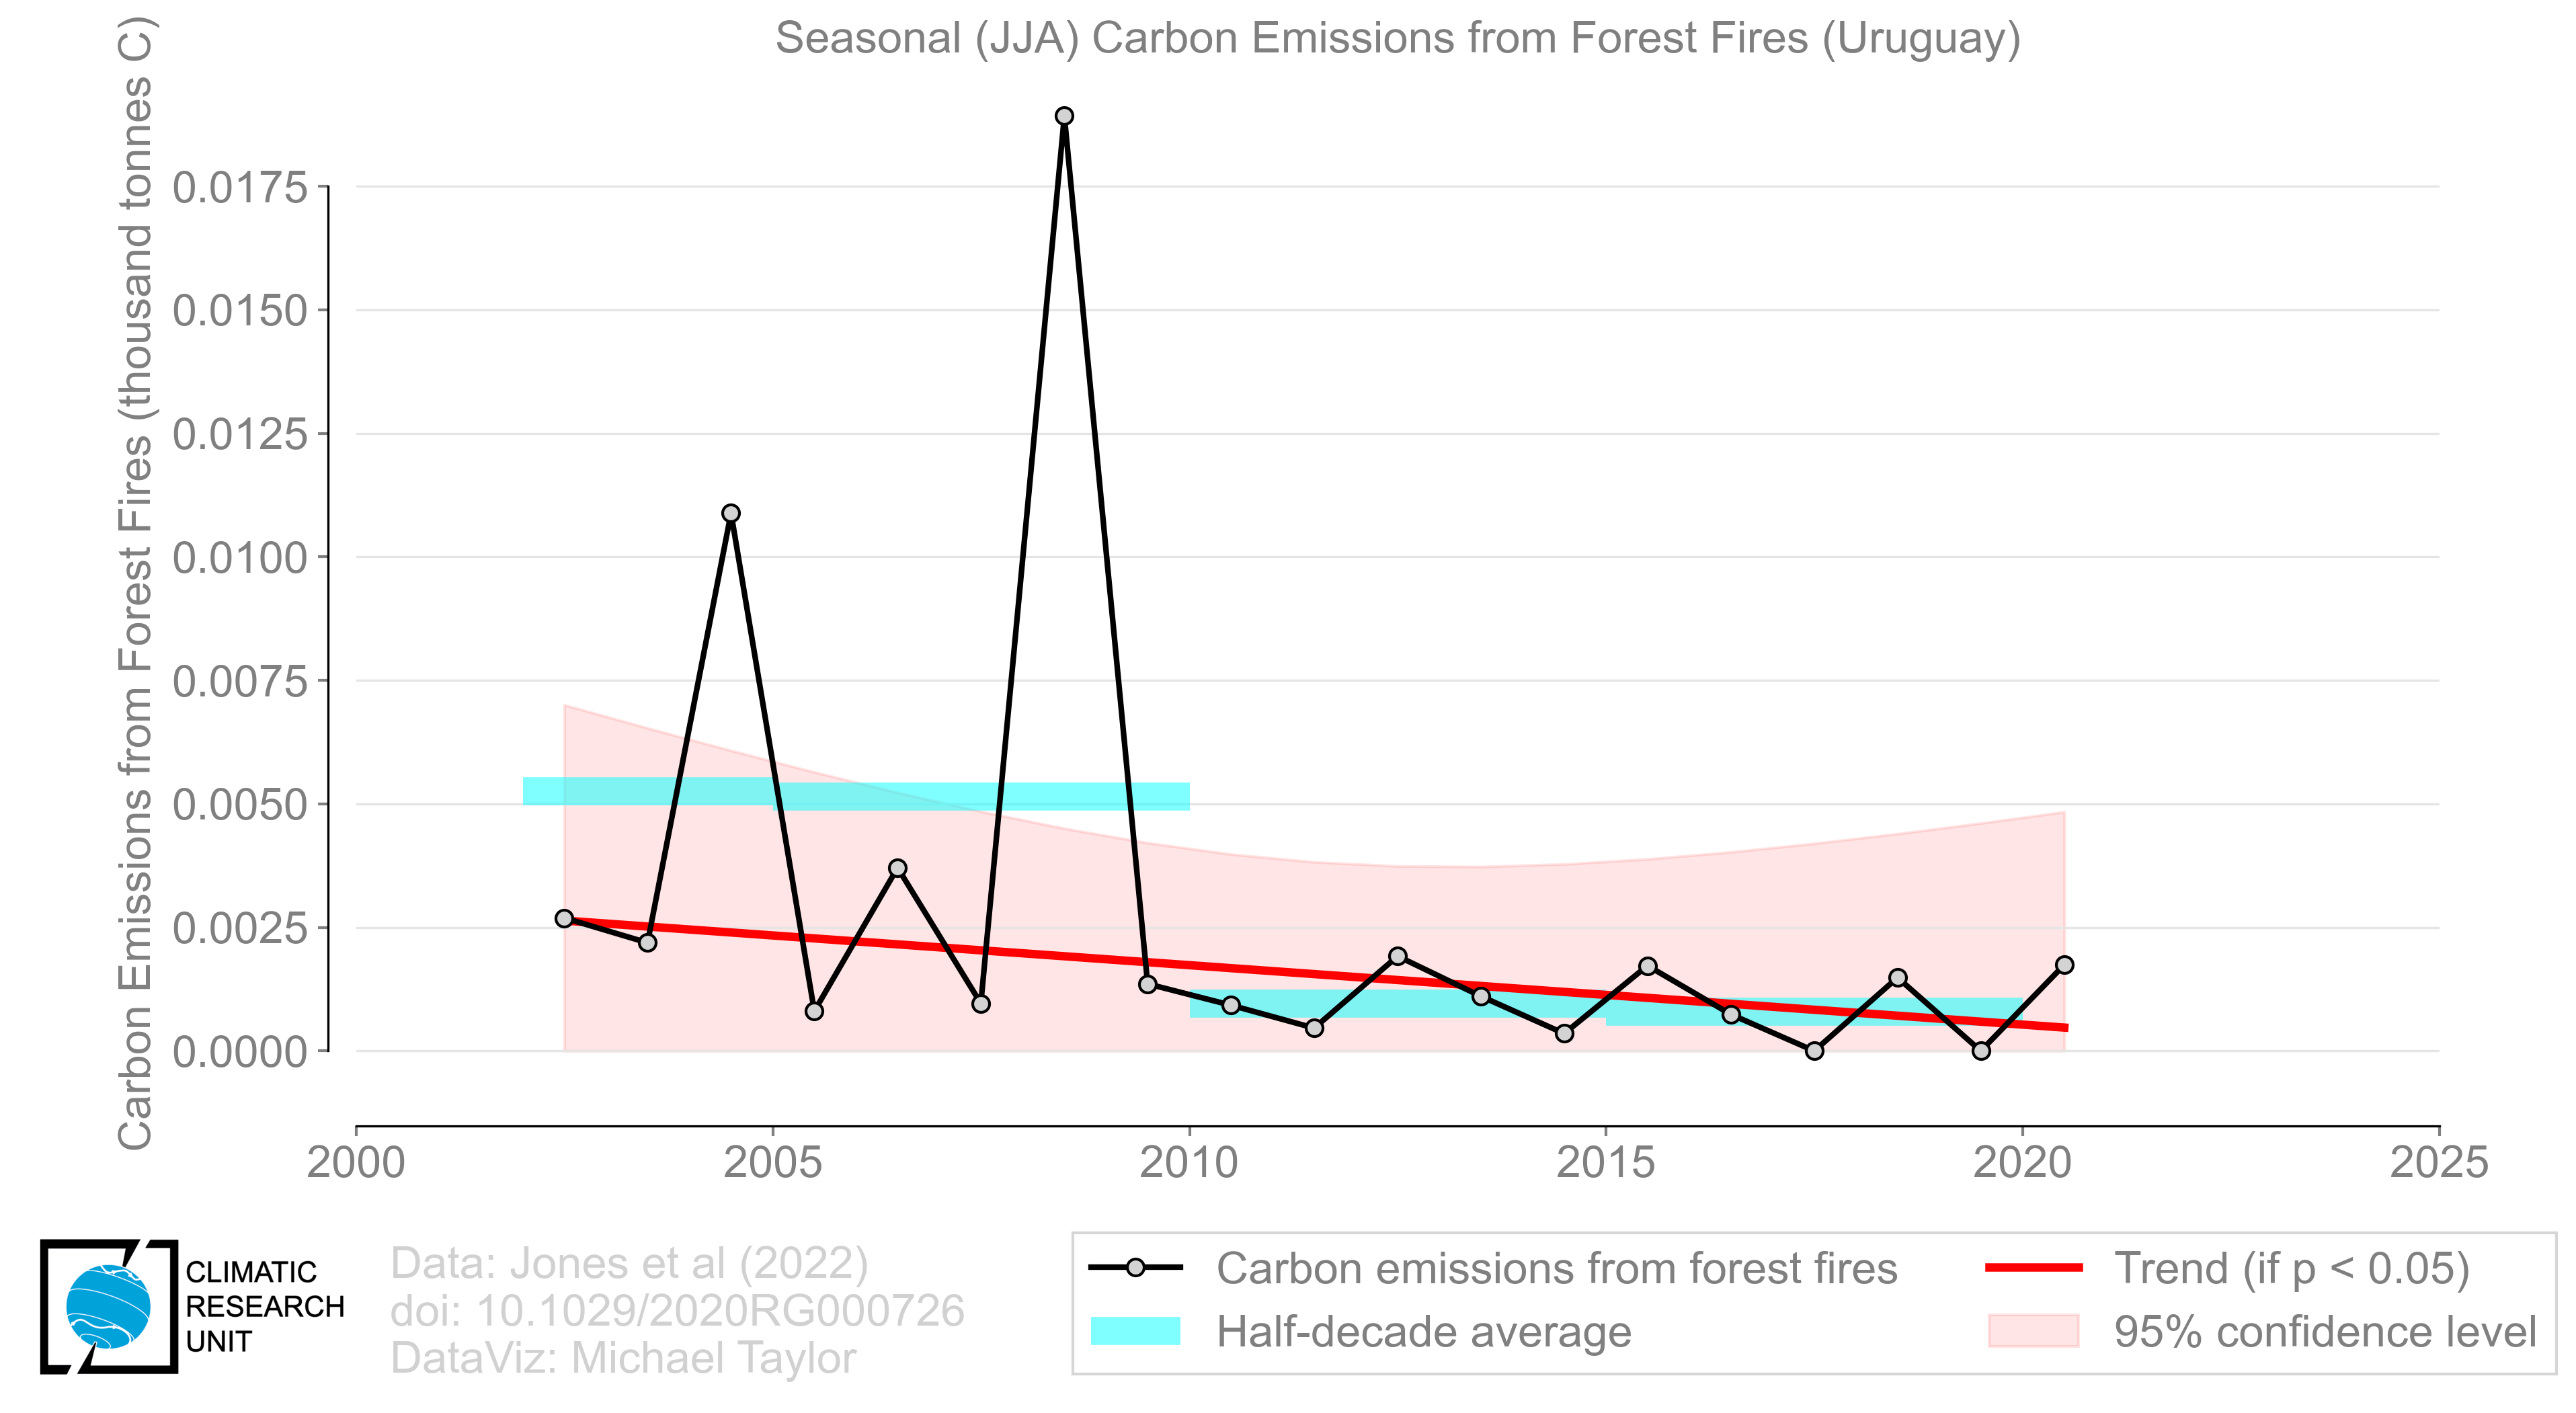 Seasonal (JJA) Carbon Emissions from Forest Fires (Uruguay)
Carbon Emissions from Forest Fires (thousand tonnes C)
0.0175
0.0150
0.0125
0.0100
0.0075
0.0050
0.0025
0.0000
2000 2005 2010 2015 2020 2025
CLIMATIC
RESEARCH
UNIT
Data: Jones et al (2022)
doi: 10.1029/2020RG000726
DataViz: Michael Taylor
Carbon emissions from forest fires
Half-decade average
Trend (if p < 0.05)
95% confidence level